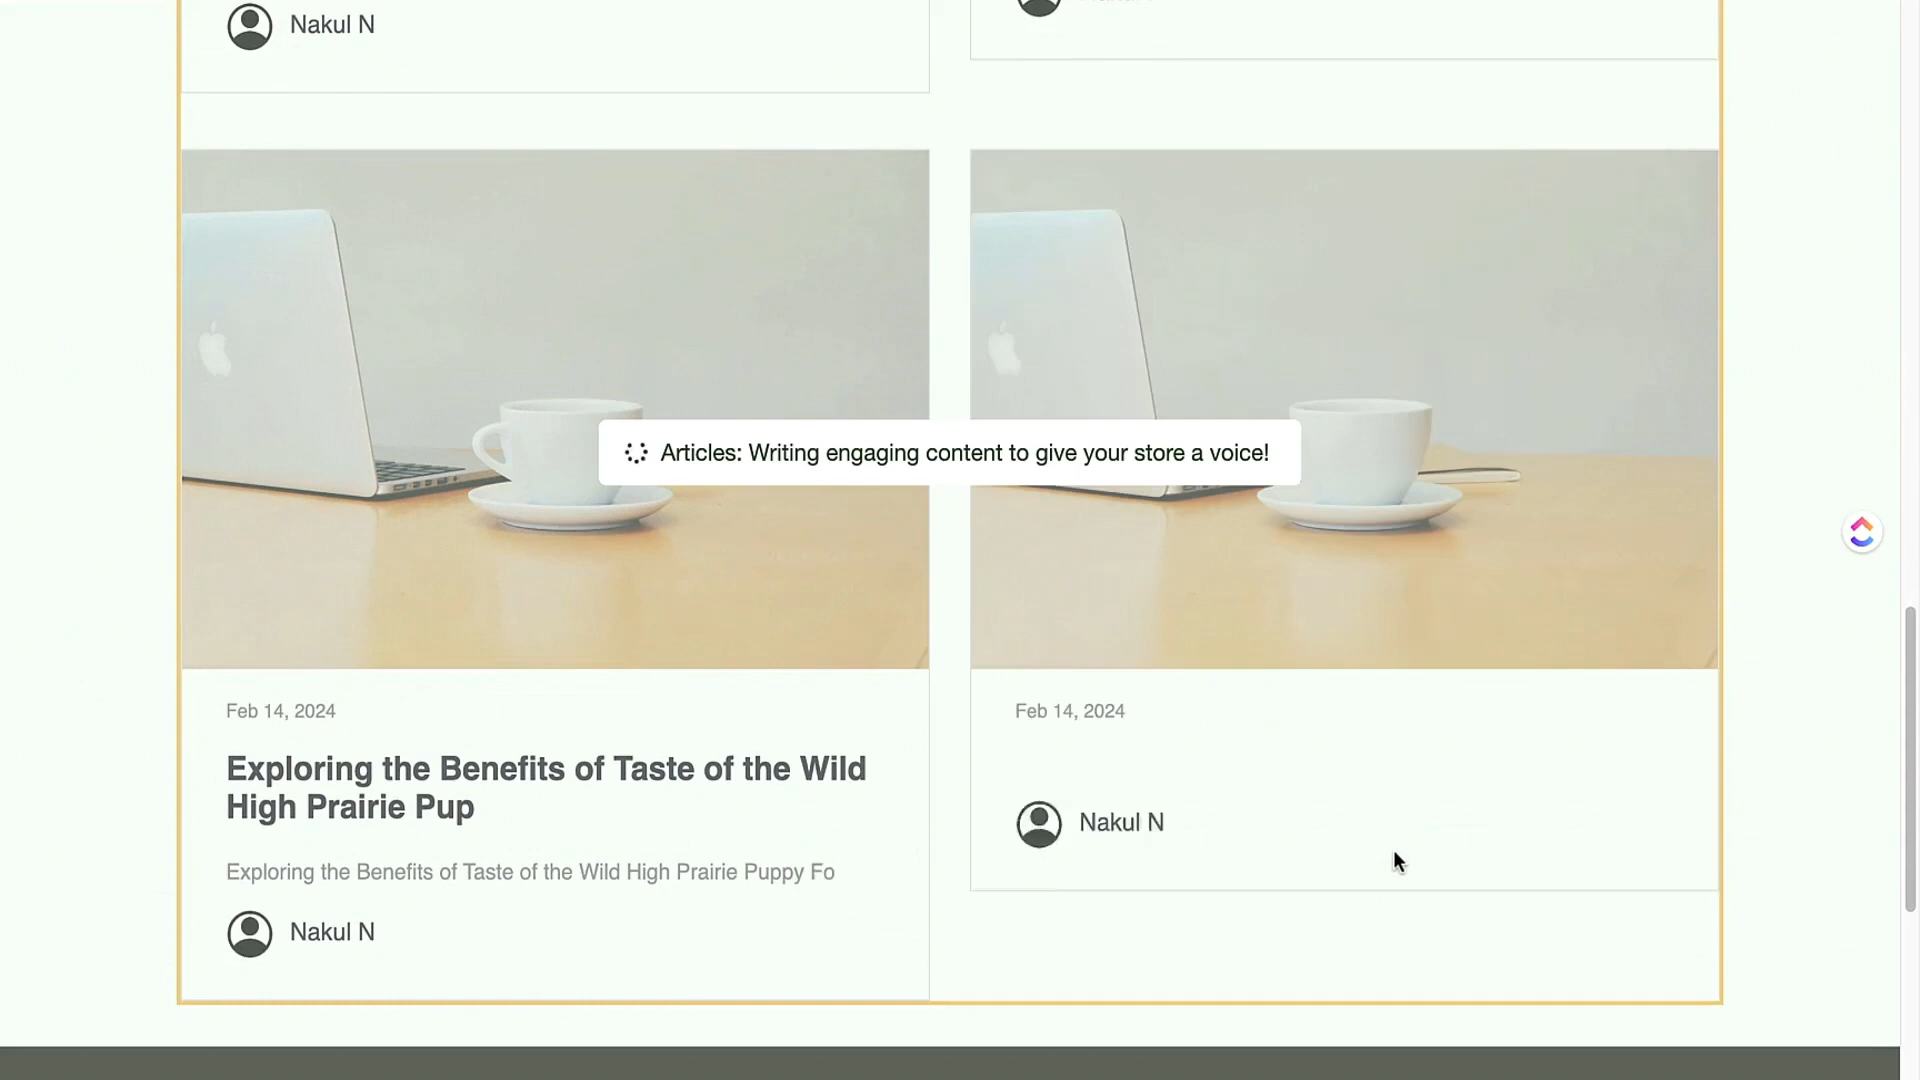 Nakul N
Articles: Writing engaging content to give your store a voice!
Feb 14, 2024
Exploring the Benefits of Taste of the Wild
High Prairie Pup
Exploring the Benefits of Taste of the Wild High Prairie Puppy Fo
Nakul N
Feb 14, 2024
Nakul N